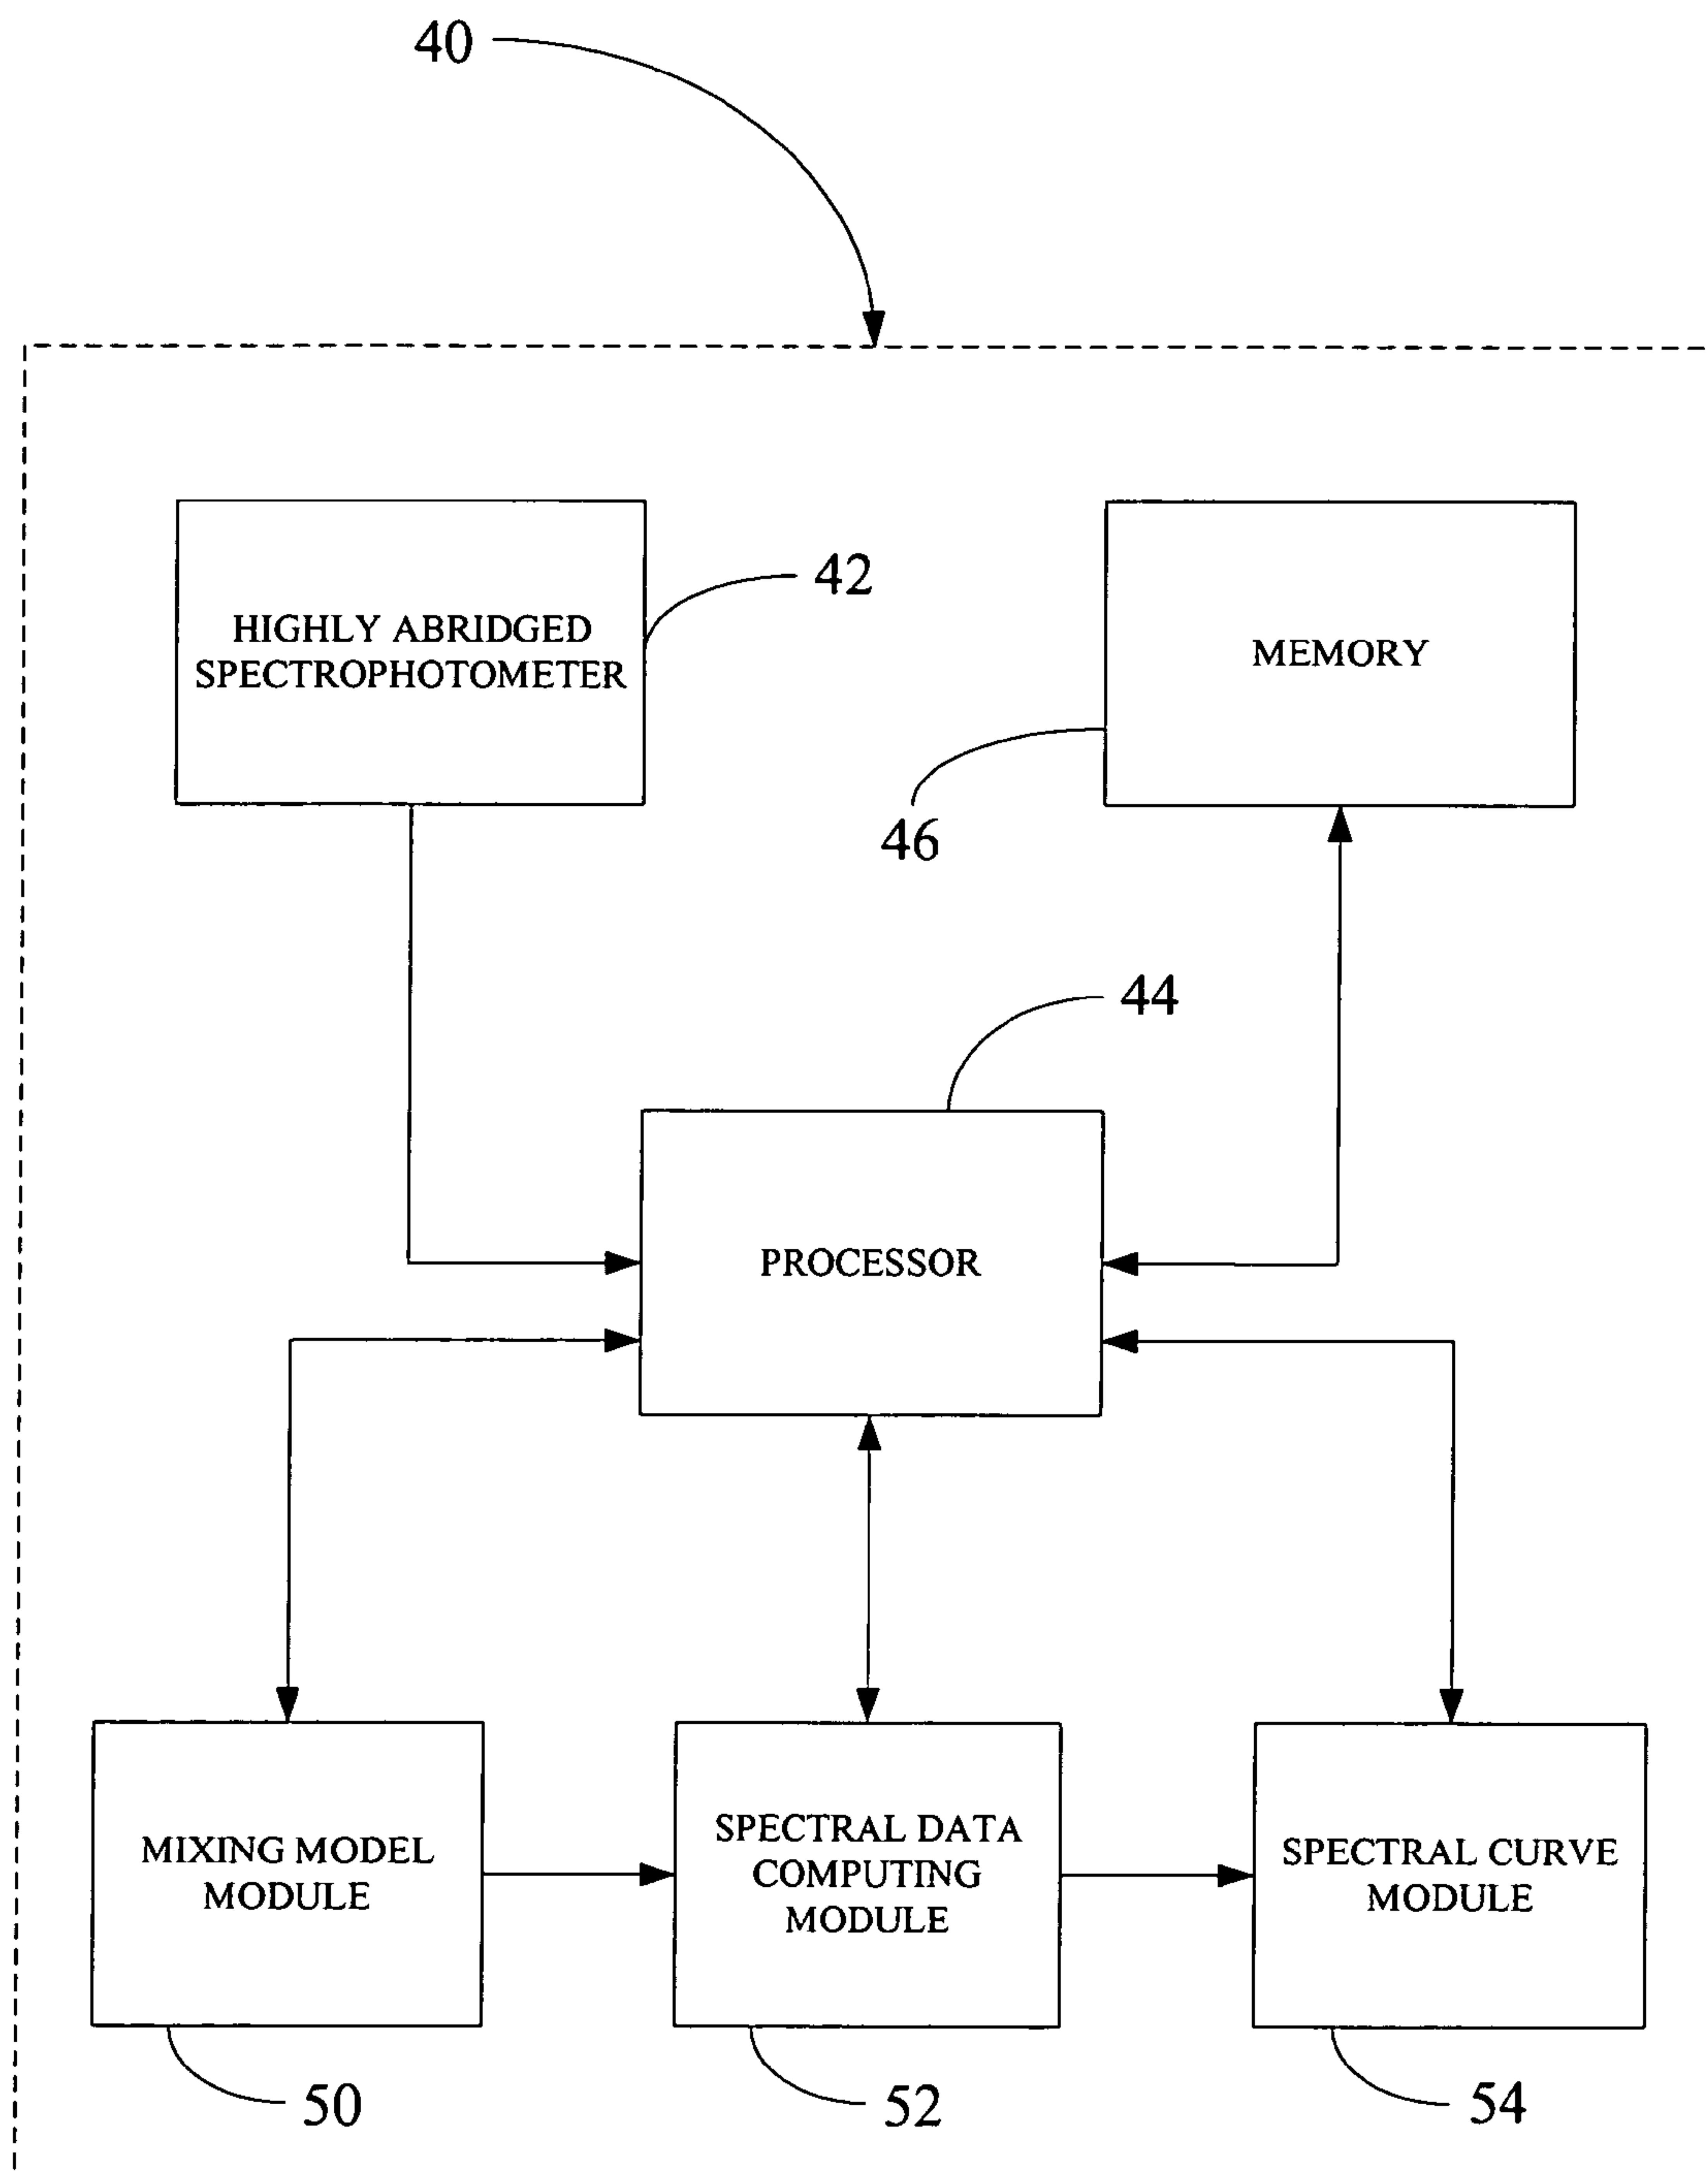 40
HIGHLY ABRIDGED
SPECTROPHOTOMETER
42
MEMORY
46
44
PROCESSOR
MIXING MODEL
MODULE
SPECTRAL DATA
COMPUTING
MODULE
SPECTRAL CURVE
MODULE
50
52
54